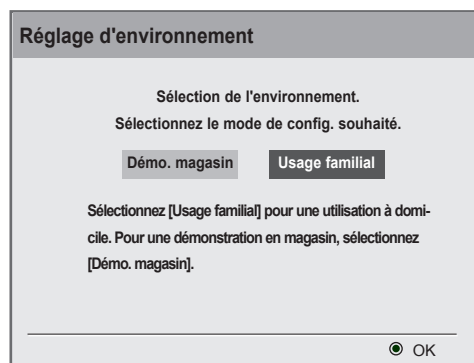 Réglage d'environnement
Sélection de l'environnement.
Sélectionnez le mode de config. souhaité.
Démo. magasin Usage familial
Sélectionnez [Usage familial] pour une utilisation à domi-
cile. Pour une démonstration en magasin, sélectionnez
[Démo. magasin].
OK